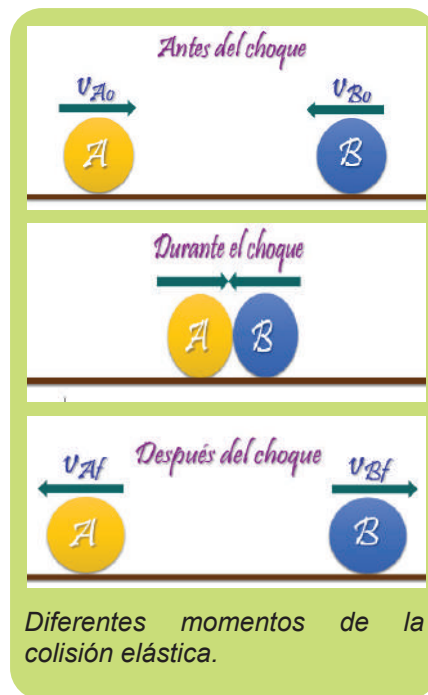 Antes del choque
vAo
vBo
A
B
Durante el choque
A B
Después del choque
vAf
vBf
A
B
Diferentes momentos de la
colisión elástica.